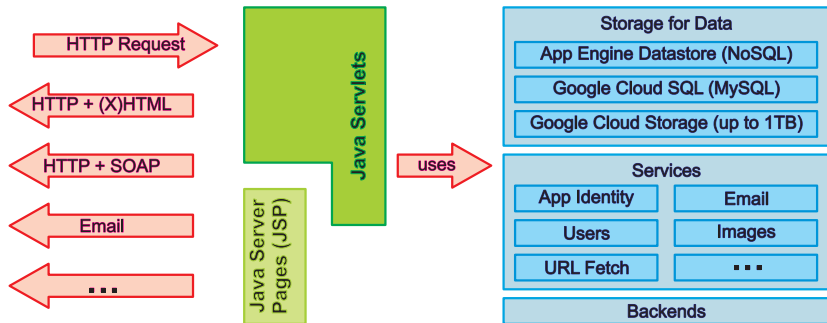 HTTP Request
HTTP + (X)HTML
HTTP + SOAP
Email
...
Java Servlets
Java Server
Pages (JSP)
uses
Storage for Data
App Engine Datastore (NoSQL)
Google Cloud SQL (MySQL)
Google Cloud Storage (up to 1TB)
Services
App Identity
Email
Users
Images
URL Fetch
...
Backends